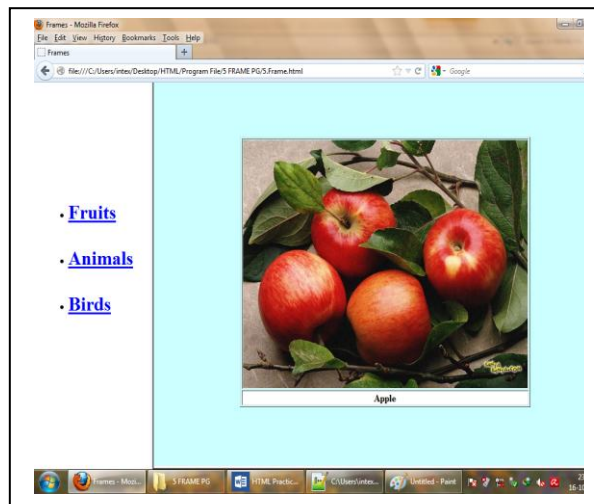 Frames - Mozilla Firefox
File Edit View History Bookmarks Tools Help
Frames
file:///C:/Users/intex/Desktop/HTML/Program File/5 FRAME PG/5.Frame.html
Google
• Fruits
• Animals
• Birds
Apple
Frames - Mozi...
5 FRAME PG
HTML Practic...
C:\Users\intex...
Untitled - Paint